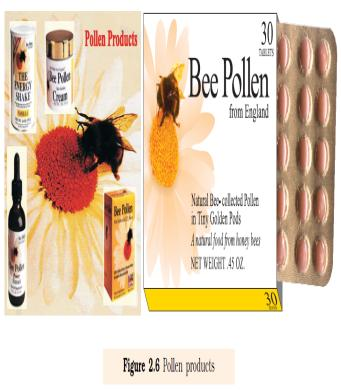 Pollen Products
THE
ENERGY
SHAKE
Bee Pollen
Cream
Bee Pollen
Bee Pollen
30
TABLETS
Bee Pollen
from England
Natural Bee-collected Pollen
in Tiny Golden Pods
A natural food from honey bees
NET WEIGHT .45 OZ.
30
Figure 2.6 Pollen products